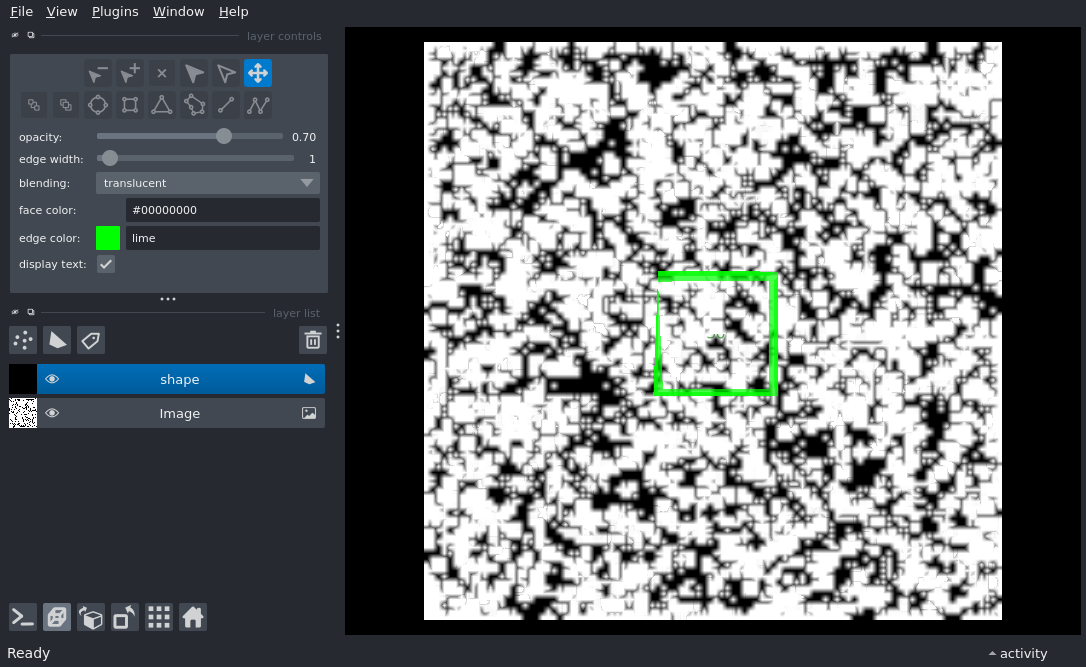 File View Plugins Window Help
layer controls
opacity: 0.70
edge width: 1
blending: translucent
face color: #00000000
edge color: lime
display text:
layer list
shape
Image
Ready
activity